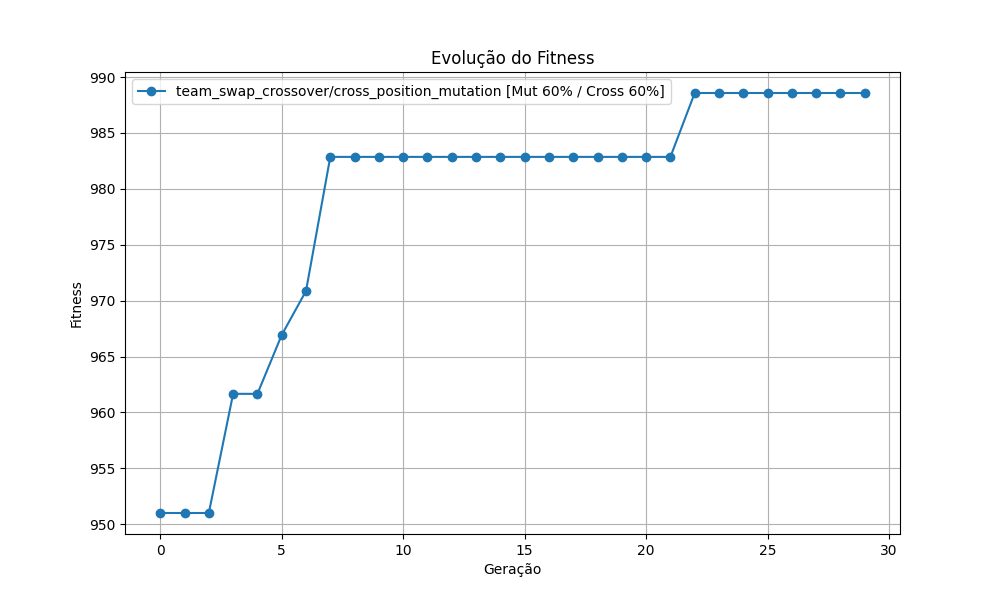 Evolução do Fitness
team_swap_crossover/cross_position_mutation [Mut 60% / Cross 60%]
Fitness
990
985
980
975
970
965
960
955
950
0 5 10 15 20 25 30
Geração